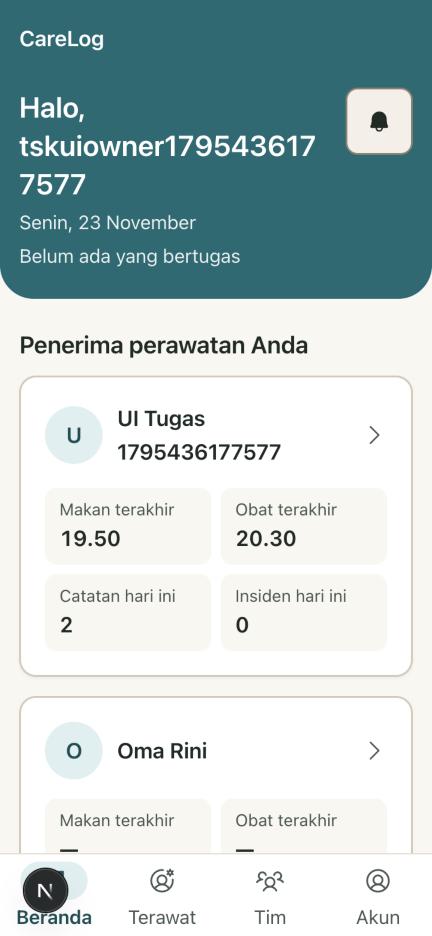 CareLog
Halo,
tskuiowner179543617
7577
Senin, 23 November
Belum ada yang bertugas
Penerima perawatan Anda
U
UI Tugas
1795436177577
Makan terakhir
19.50
Obat terakhir
20.30
Catatan hari ini
2
Insiden hari ini
0
O
Oma Rini
Makan terakhir
—
Obat terakhir
—
N
Beranda
Terawat
Tim
Akun